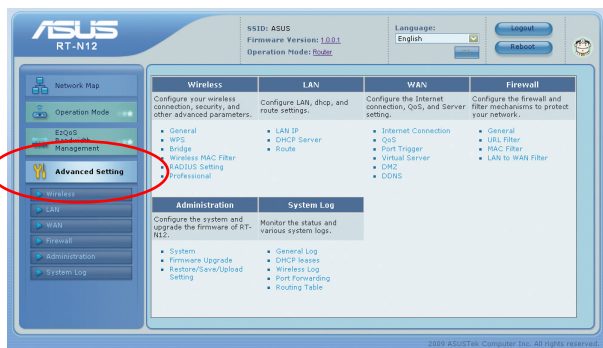 ASUS
RT-N12
SSID: ASUS
Firmware Version: 1.0.0.1
Operation Mode: Router
Language:
English
Logout
Reboot
Network Map
Operation Mode
EzQoS
Bandwidth
Management
Advanced Setting
Wireless
LAN
WAN
Firewall
Administration
System Log
Wireless
Configure your wireless
connection, security, and
other advanced parameters.
General
WPS
Bridge
Wireless MAC Filter
RADIUS Setting
Professional
LAN
Configure LAN, dhcp, and
route settings.
LAN IP
DHCP Server
Route
WAN
Configure the Internet
connection, QoS, and Server
setting.
Internet Connection
QoS
Port Trigger
Virtual Server
DMZ
DDNS
Firewall
Configure the firewall and
filter mechanisms to protect
your network.
General
URL Filter
MAC Filter
LAN to WAN Filter
Administration
Configure the system and
upgrade the firmware of RT-
N12.
System
Firmware Upgrade
Restore/Save/Upload
Setting
System Log
Monitor the status and
various system logs.
General Log
DHCP leases
Wireless Log
Port Forwarding
Routing Table
2009 ASUSTek Computer Inc. All rights reserved.